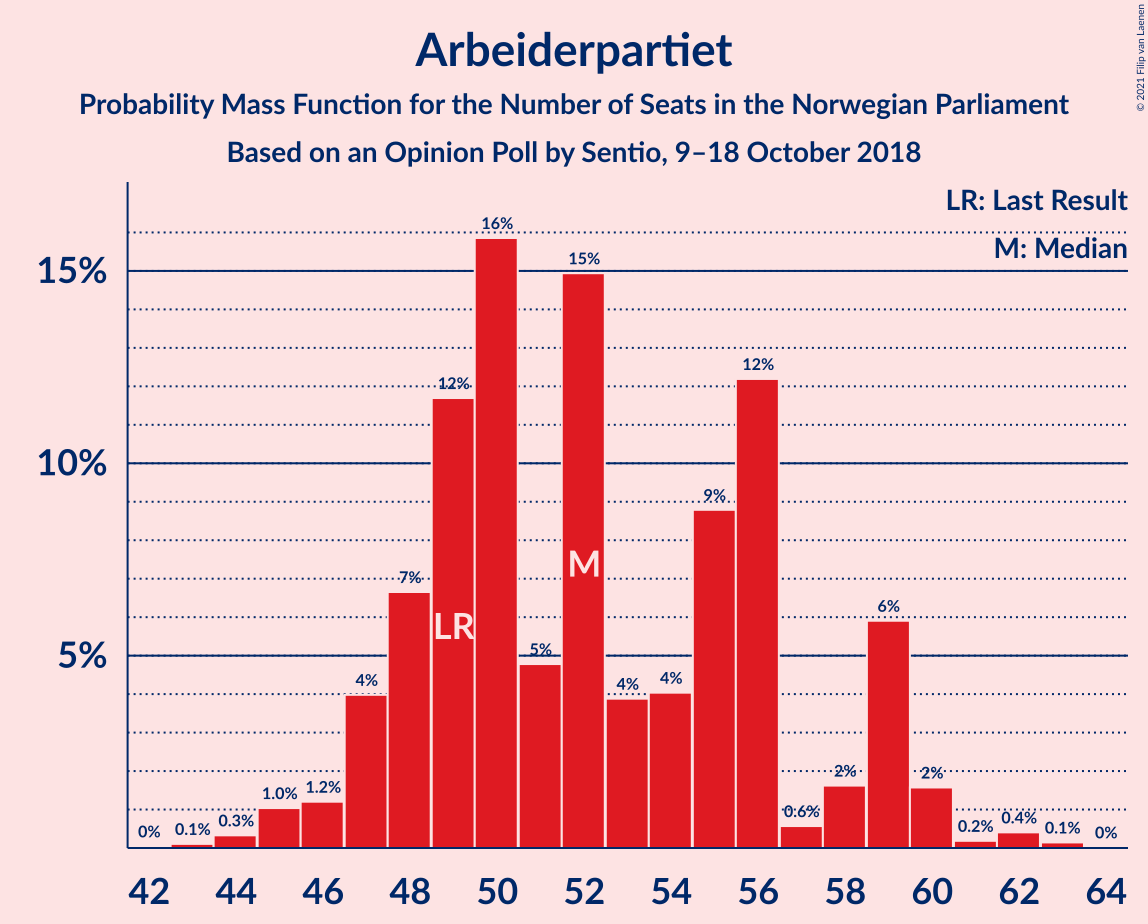 Arbeiderpartiet
Probability Mass Function for the Number of Seats in the Norwegian Parliament
Based on an Opinion Poll by Sentio, 9–18 October 2018
© 2021 Filip van Laenen
LR: Last Result
M: Median
15%
10%
5%
0%
0.1%
0.3%
1.0%
1.2%
4%
7%
12%
16%
5%
15%
4%
4%
9%
12%
0.6%
2%
6%
2%
0.2%
0.4%
0.1%
0%
LR
M
42 44 46 48 50 52 54 56 58 60 62 64